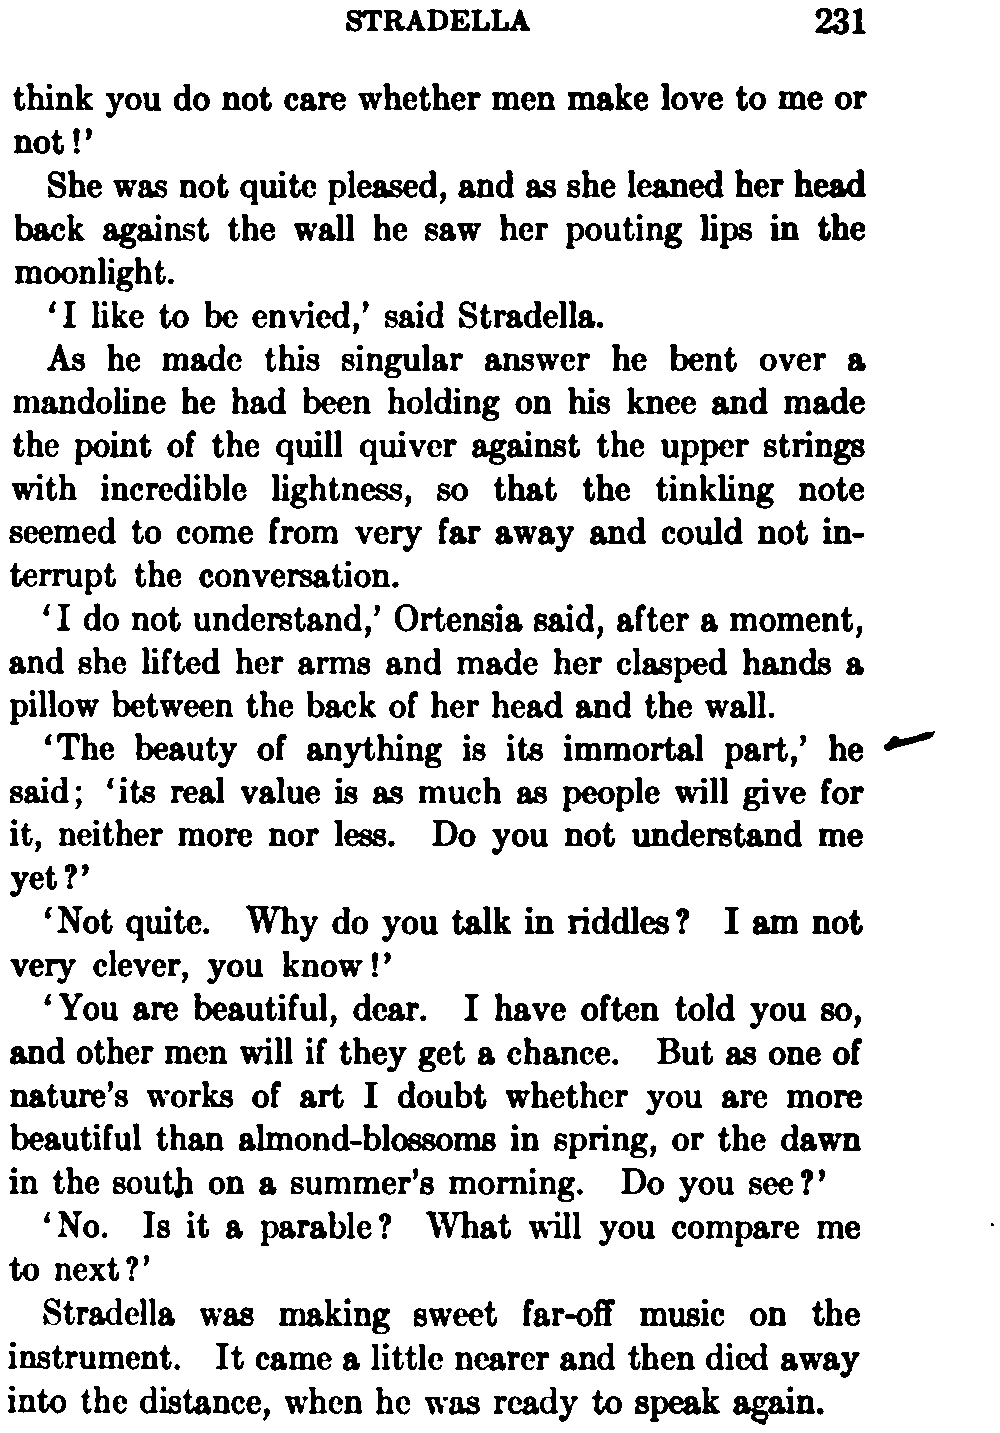 STRADELLA 231
think you do not care whether men make love to me or
not!’
She was not quite pleased, and as she leaned her head
back against the wall he saw her pouting lips in the
moonlight.
‘I like to be envied,’ said Stradella.
As he made this singular answer he bent over a
mandoline he had been holding on his knee and made
the point of the quill quiver against the upper strings
with incredible lightness, so that the tinkling note
seemed to come from very far away and could not in-
terrupt the conversation.
‘I do not understand,’ Ortensia said, after a moment,
and she lifted her arms and made her clasped hands a
pillow between the back of her head and the wall.
‘The beauty of anything is its immortal part,’ he
said; ‘its real value is as much as people will give for
it, neither more nor less. Do you not understand me
yet?’
‘Not quite. Why do you talk in riddles? I am not
very clever, you know!’
‘You are beautiful, dear. I have often told you so,
and other men will if they get a chance. But as one of
nature’s works of art I doubt whether you are more
beautiful than almond-blossoms in spring, or the dawn
in the south on a summer’s morning. Do you see?’
‘No. Is it a parable? What will you compare me
to next?’
Stradella was making sweet far-off music on the
instrument. It came a little nearer and then died away
into the distance, when he was ready to speak again.